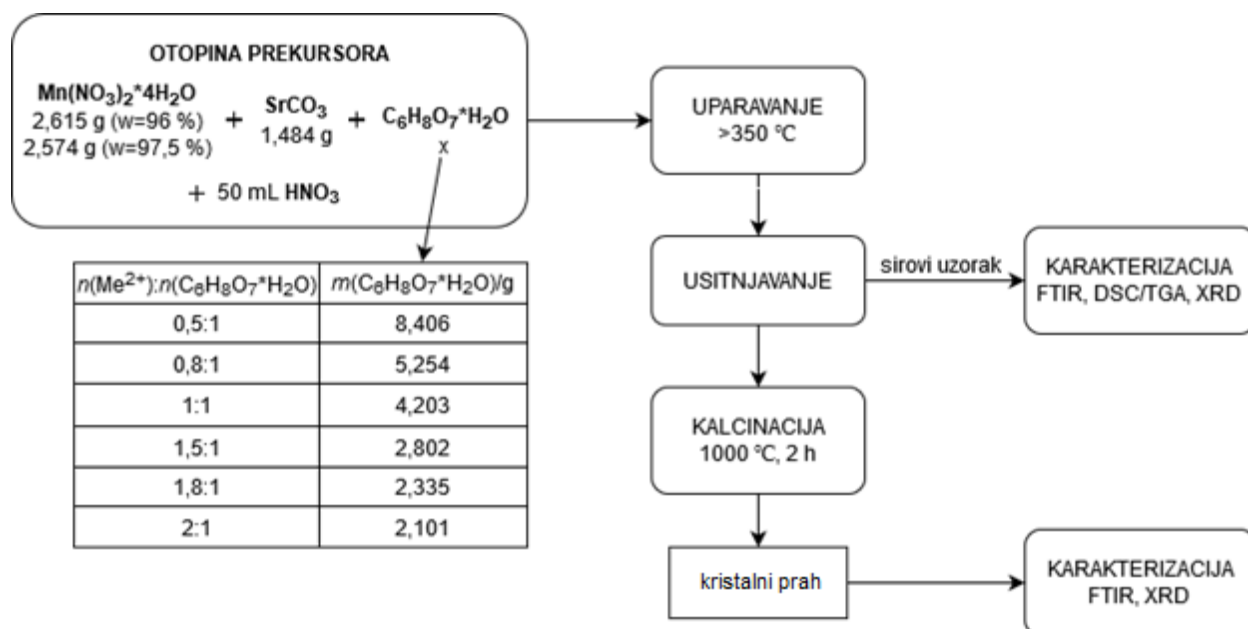 OTOPINA PREKURSORA
Mn(NO₃)₂*4H₂O
2,615 g (w=96 %)
2,574 g (w=97,5 %)
+
SrCO₃
1,484 g
+
C₆H₈O₇*H₂O
x
+ 50 mL HNO₃
n(Me²⁺):n(C₆H₈O₇*H₂O) m(C₆H₈O₇*H₂O)/g
0,5:1 8,406
0,8:1 5,254
1:1 4,203
1,5:1 2,802
1,8:1 2,335
2:1 2,101
UPARAVANJE
>350 °C
USITNJAVANJE
sirovi uzorak
KARAKTERIZACIJA
FTIR, DSC/TGA, XRD
KALCINACIJA
1000 °C, 2 h
kristalni prah
KARAKTERIZACIJA
FTIR, XRD